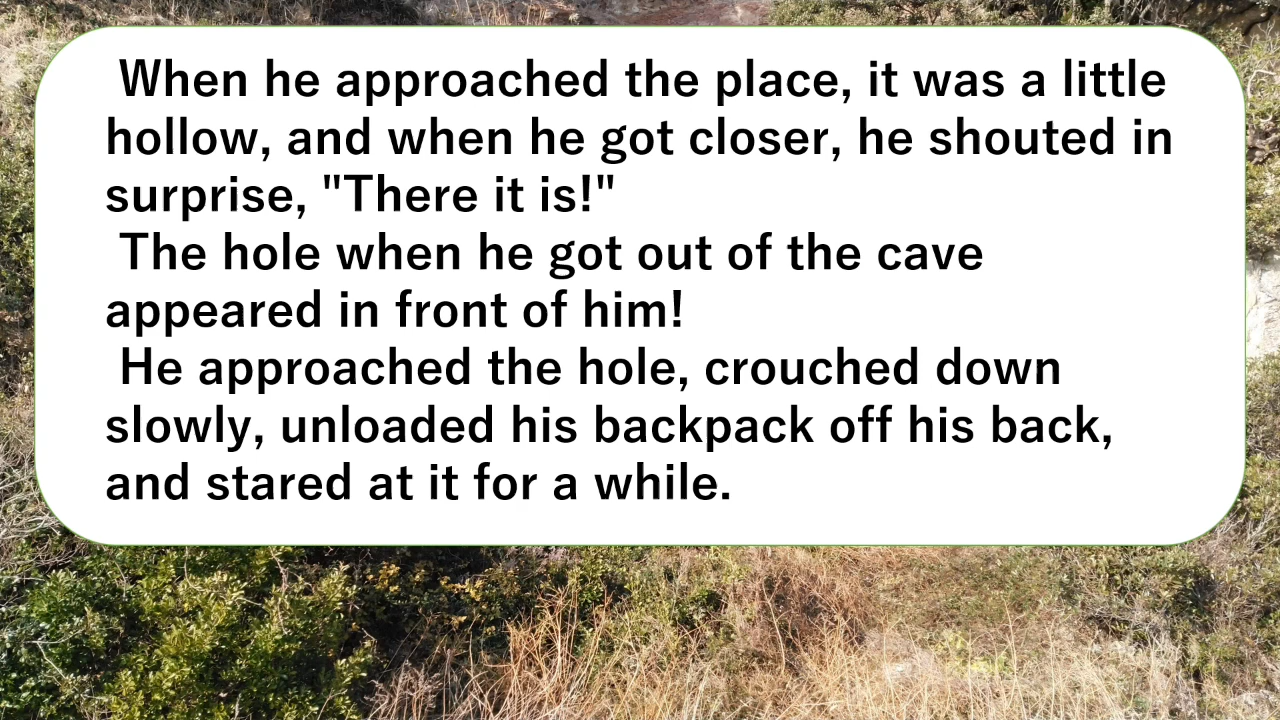 When he approached the place, it was a little
hollow, and when he got closer, he shouted in
surprise, "There it is!"
The hole when he got out of the cave
appeared in front of him!
He approached the hole, crouched down
slowly, unloaded his backpack off his back,
and stared at it for a while.